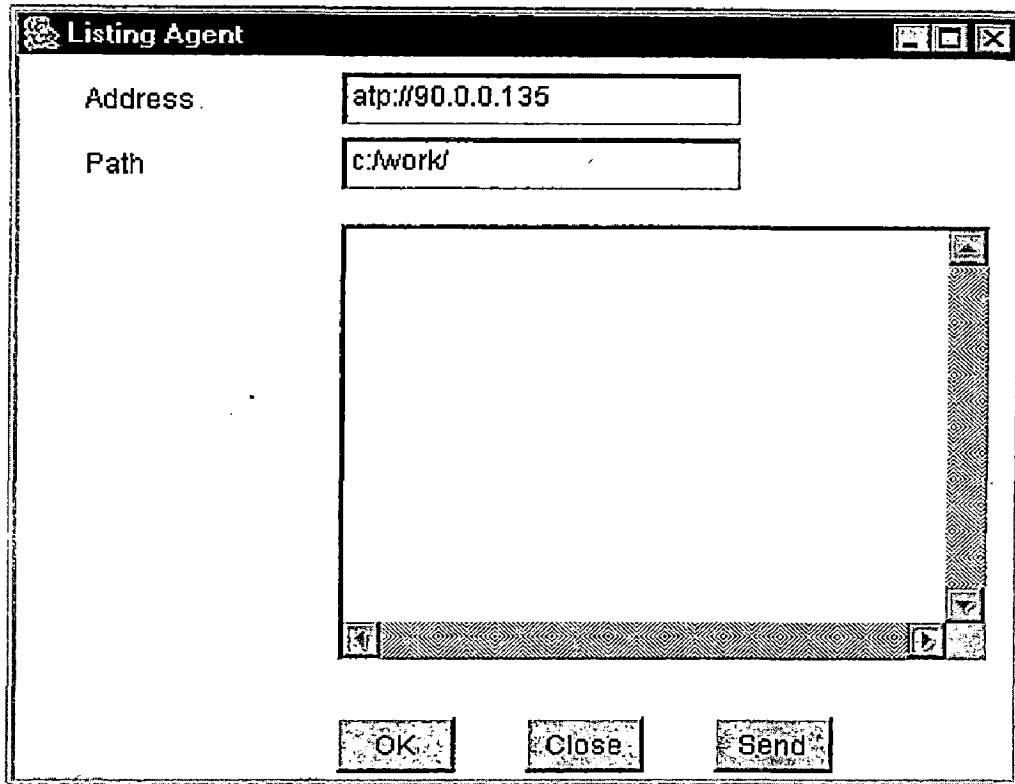 Listing Agent
Address
atp://90.0.0.135
Path
c:/work/
OK Close Send